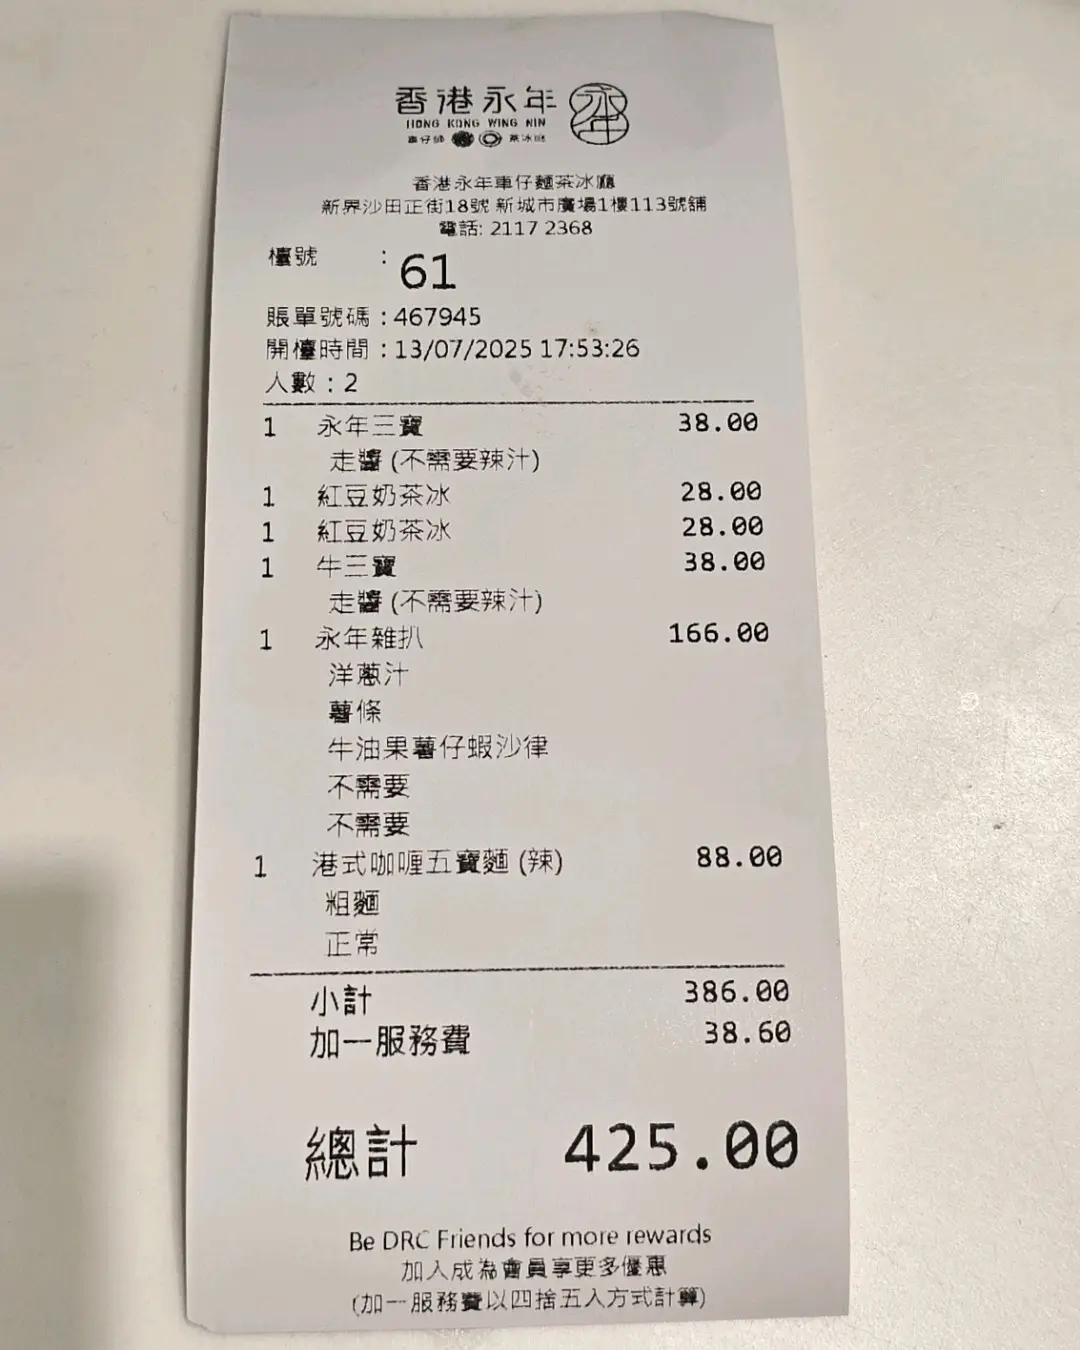 香港永年
HONG KONG WING NIN
車仔麵 茶冰廳
香港永年車仔麵茶冰廳
新界沙田正街18號 新城市廣場1樓113號舖
電話: 2117 2368
檯號 : 61
賬單號碼 : 467945
開檯時間 : 13/07/2025 17:53:26
人數 : 2
1 永年三寶 38.00
走醬 (不需要辣汁)
1 紅豆奶茶冰 28.00
1 紅豆奶茶冰 28.00
1 牛三寶 38.00
走醬 (不需要辣汁)
1 永年雜扒 166.00
洋蔥汁
薯條
牛油果薯仔蝦沙律
不需要
不需要
1 港式咖喱五寶麵 (辣) 88.00
粗麵
正常
小計 386.00
加一服務費 38.60
總計 425.00
Be DRC Friends for more rewards
加入成為會員享更多優惠
(加一服務費以四捨五入方式計算)